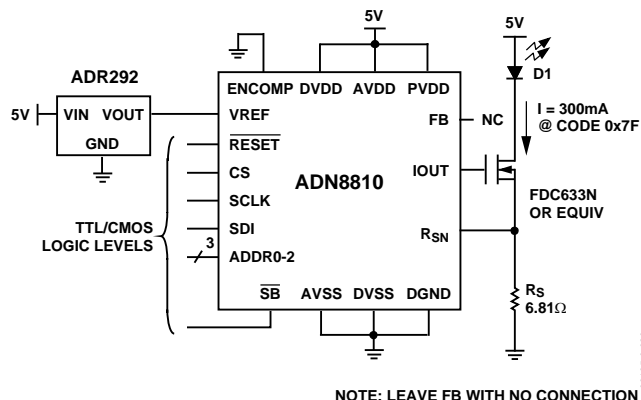 5V
5V
ADR292
ENCOMP DVDD AVDD PVDD
D1
5V
VIN VOUT
GND
VREF
FB
NC
I = 300mA
@ CODE 0x7F
RESET
CS
SCLK
SDI
ADDR0-2
3
TTL/CMOS
LOGIC LEVELS
ADN8810
IOUT
FDC633N
OR EQUIV
RSN
SB AVSS DVSS DGND
RS
6.81Ω
NOTE: LEAVE FB WITH NO CONNECTION